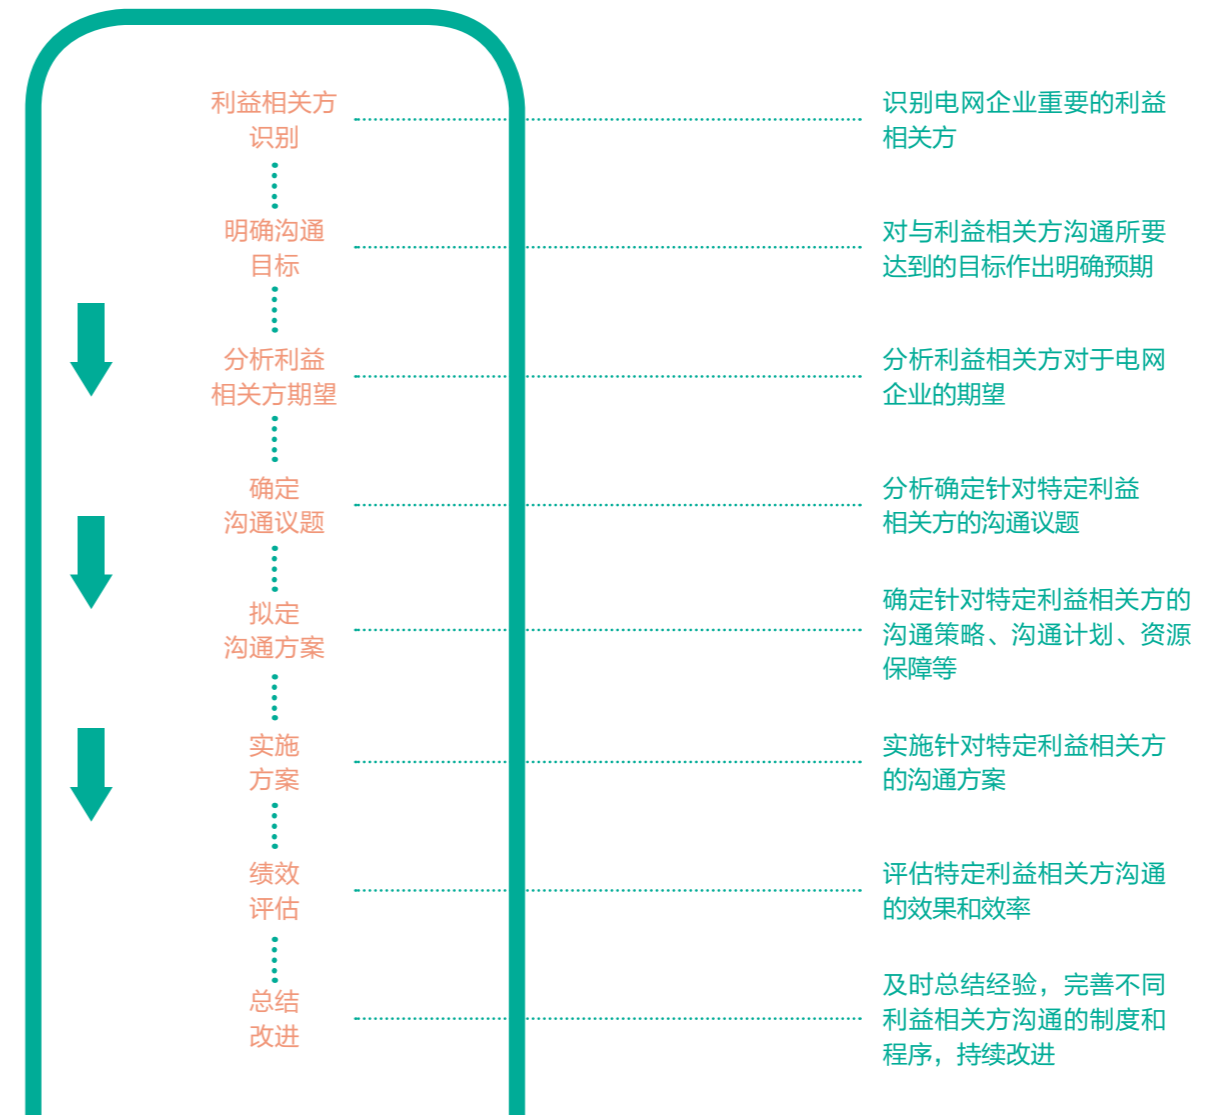 利益相关方
识别
识别电网企业重要的利益
相关方
明确沟通
目标
对与利益相关方沟通所要
达到的目标作出明确预期
分析利益
相关方期望
分析利益相关方对于电网
企业的期望
确定
沟通议题
分析确定针对特定利益
相关方的沟通议题
拟定
沟通方案
确定针对特定利益相关方的
沟通策略、沟通计划、资源
保障等
实施
方案
实施针对特定利益相关方
的沟通方案
绩效
评估
评估特定利益相关方沟通
的效果和效率
总结
改进
及时总结经验，完善不同
利益相关方沟通的制度和
程序，持续改进